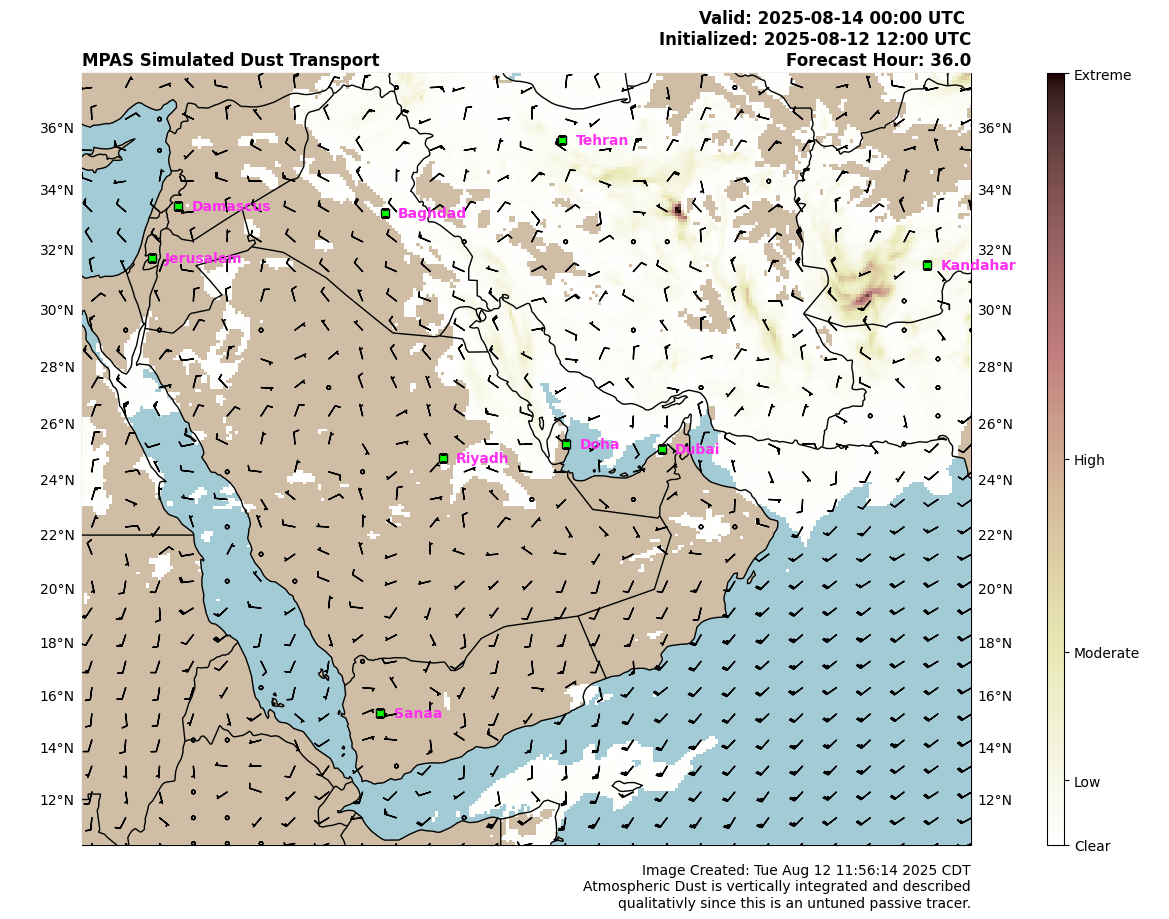 Valid: 2025-08-14 00:00 UTC
Initialized: 2025-08-12 12:00 UTC
MPAS Simulated Dust Transport
Forecast Hour: 36.0
Extreme
36°N
Tehran
36°N
34°N
Damascus
Baghdad
34°N
32°N
Jerusalem
Kandahar
32°N
30°N
30°N
28°N
28°N
26°N
Doha
Dubai
26°N
Riyadh
High
24°N
24°N
22°N
22°N
20°N
20°N
18°N
18°N
Moderate
16°N
Sanaa
16°N
14°N
14°N
Low
12°N
12°N
Clear
Image Created: Tue Aug 12 11:56:14 2025 CDT
Atmospheric Dust is vertically integrated and described
qualitativly since this is an untuned passive tracer.